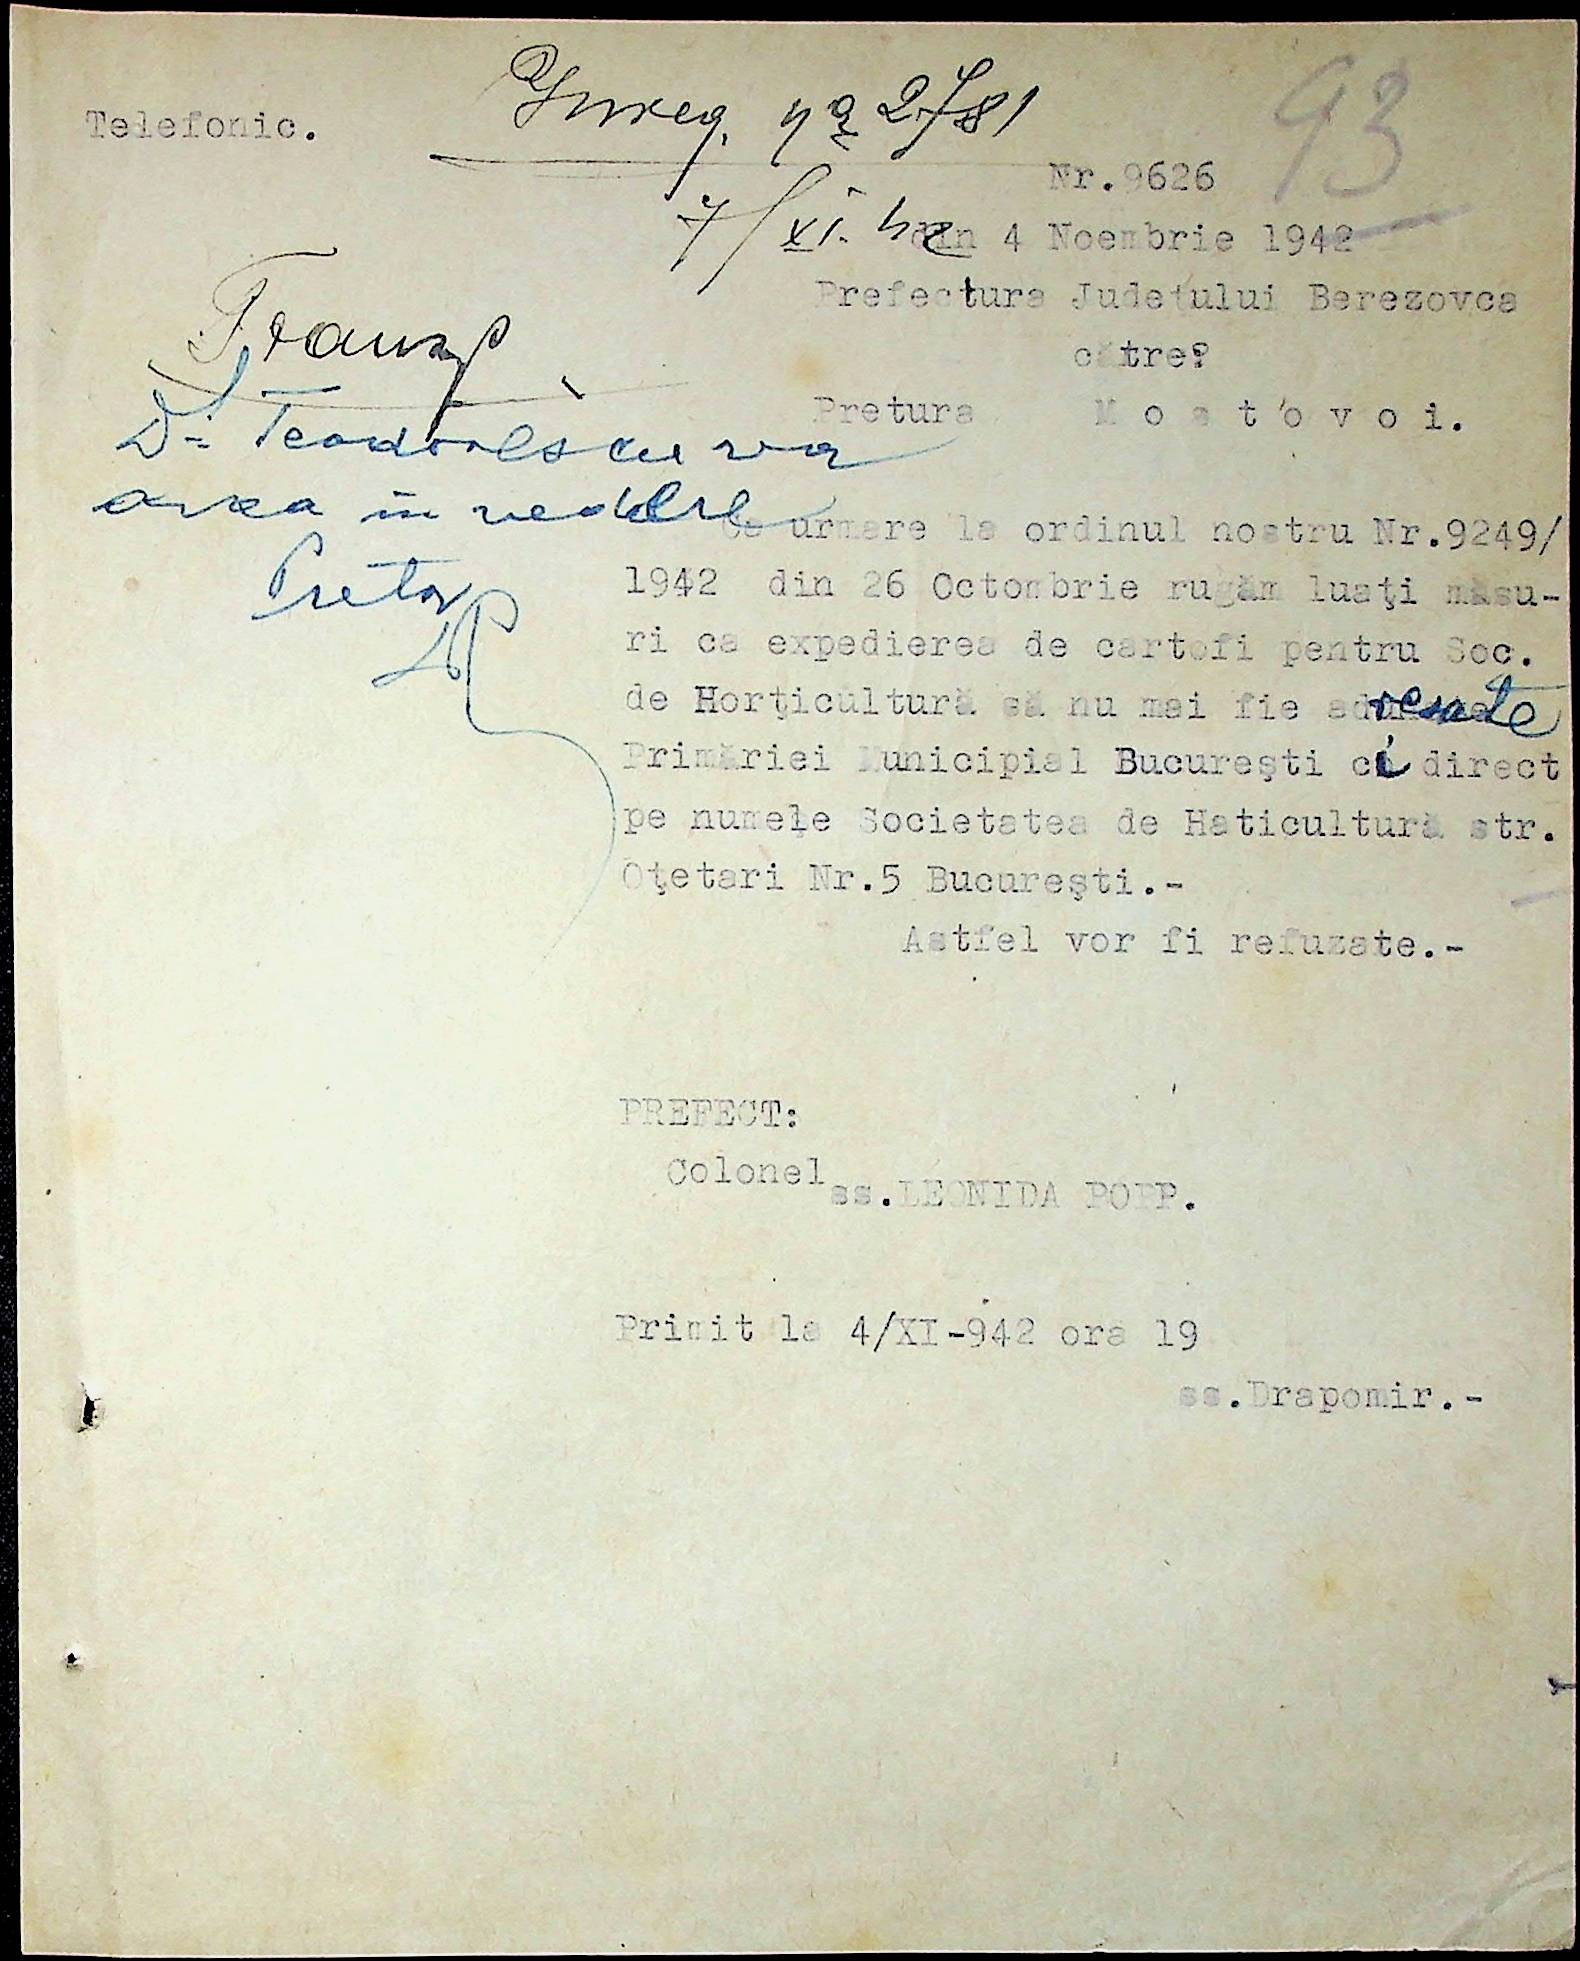 Telefonic.
Inreg. No 2781
93
7/XI. 42
Nr.9626
din 4 Noembrie 1942
Prefectura Judeţului Berezovca
către?
Pretura Mostovoi.
Dl Teodorescu va
avea în vedere
Pretor
Ca urmare la ordinul nostru Nr.9249/
1942 din 26 Octombrie rugăm luaţi măsu-
ri ca expedierea de cartofi pentru Soc.
de Horţicultură să nu mai fie adresate
Primăriei Municipial Bucureşti ci direct
pe numele Societatea de Haticultură str.
Oţetari Nr.5 Bucureşti.-
Astfel vor fi refuzate.-
PREFECT:
Colonel
ss.LEONIDA POPP.
Primit la 4/XI-942 ora 19
ss.Drapomir.-